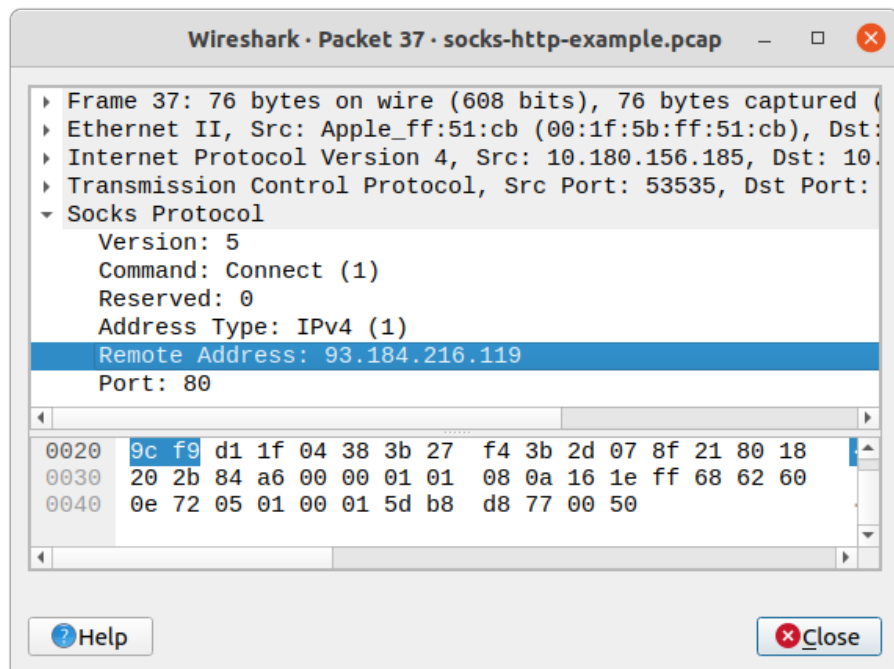 Wireshark · Packet 37 · socks-http-example.pcap
Frame 37: 76 bytes on wire (608 bits), 76 bytes captured (
Ethernet II, Src: Apple_ff:51:cb (00:1f:5b:ff:51:cb), Dst:
Internet Protocol Version 4, Src: 10.180.156.185, Dst: 10.
Transmission Control Protocol, Src Port: 53535, Dst Port:
Socks Protocol
Version: 5
Command: Connect (1)
Reserved: 0
Address Type: IPv4 (1)
Remote Address: 93.184.216.119
Port: 80
0020 9c f9 d1 1f 04 38 3b 27 f4 3b 2d 07 8f 21 80 18
0030 20 2b 84 a6 00 00 01 01 08 0a 16 1e ff 68 62 60
0040 0e 72 05 01 00 01 5d b8 d8 77 00 50
Help
Close